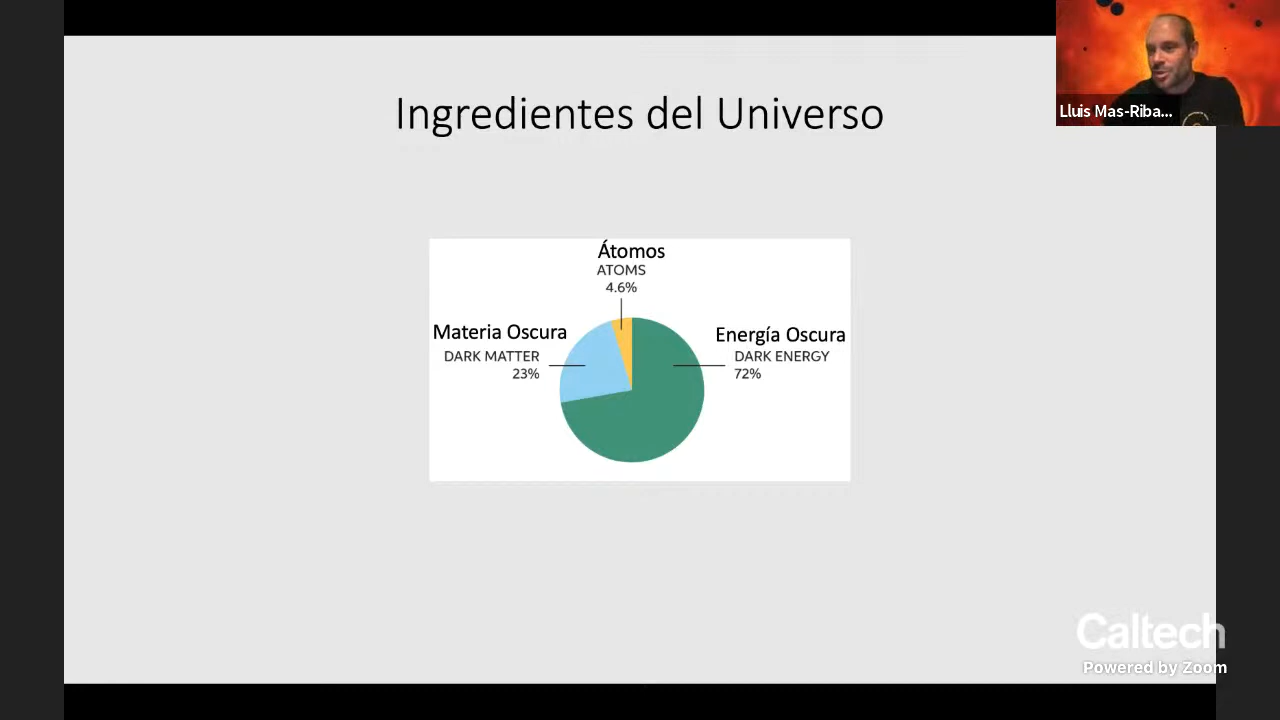 Ingredientes del Universo
Lluis Mas-Riba...
Átomos
ATOMS
4.6%
Materia Oscura
DARK MATTER
23%
Energía Oscura
DARK ENERGY
72%
Caltech
Powered by Zoom